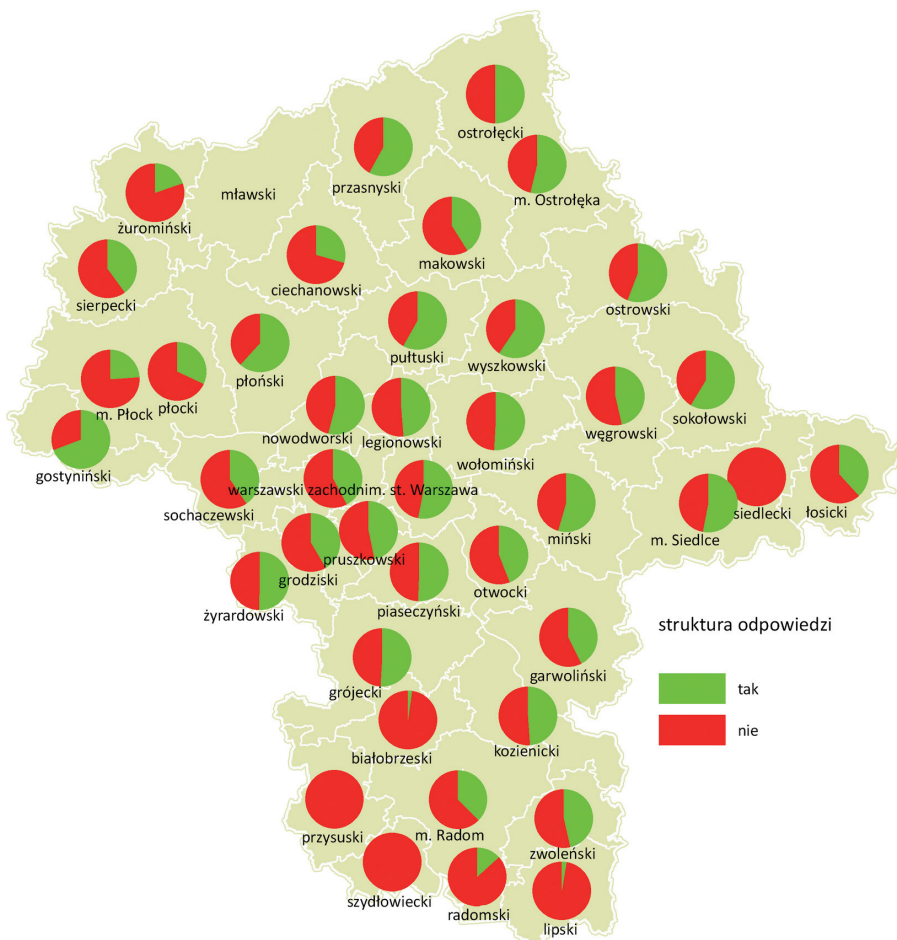 ostrołęcki
przasnyski
m. Ostrołęka
mławski
żuromiński
makowski
ciechanowski
sierpecki
ostrowski
pułtuski
wyszkowski
płoński
m. Płock
płocki
sokołowski
węgrowski
nowodworski
legionowski
wołomiński
gostyniński
warszawski zachodni
m. st. Warszawa
sochaczewski
siedlecki
łosicki
miński
m. Siedlce
pruszkowski
grodziski
otwocki
żyrardowski
piaseczyński
struktura odpowiedzi
garwoliński
grójecki
tak
nie
kozienicki
białobrzeski
przysuski
m. Radom
zwoleński
szydłowiecki
radomski
lipski